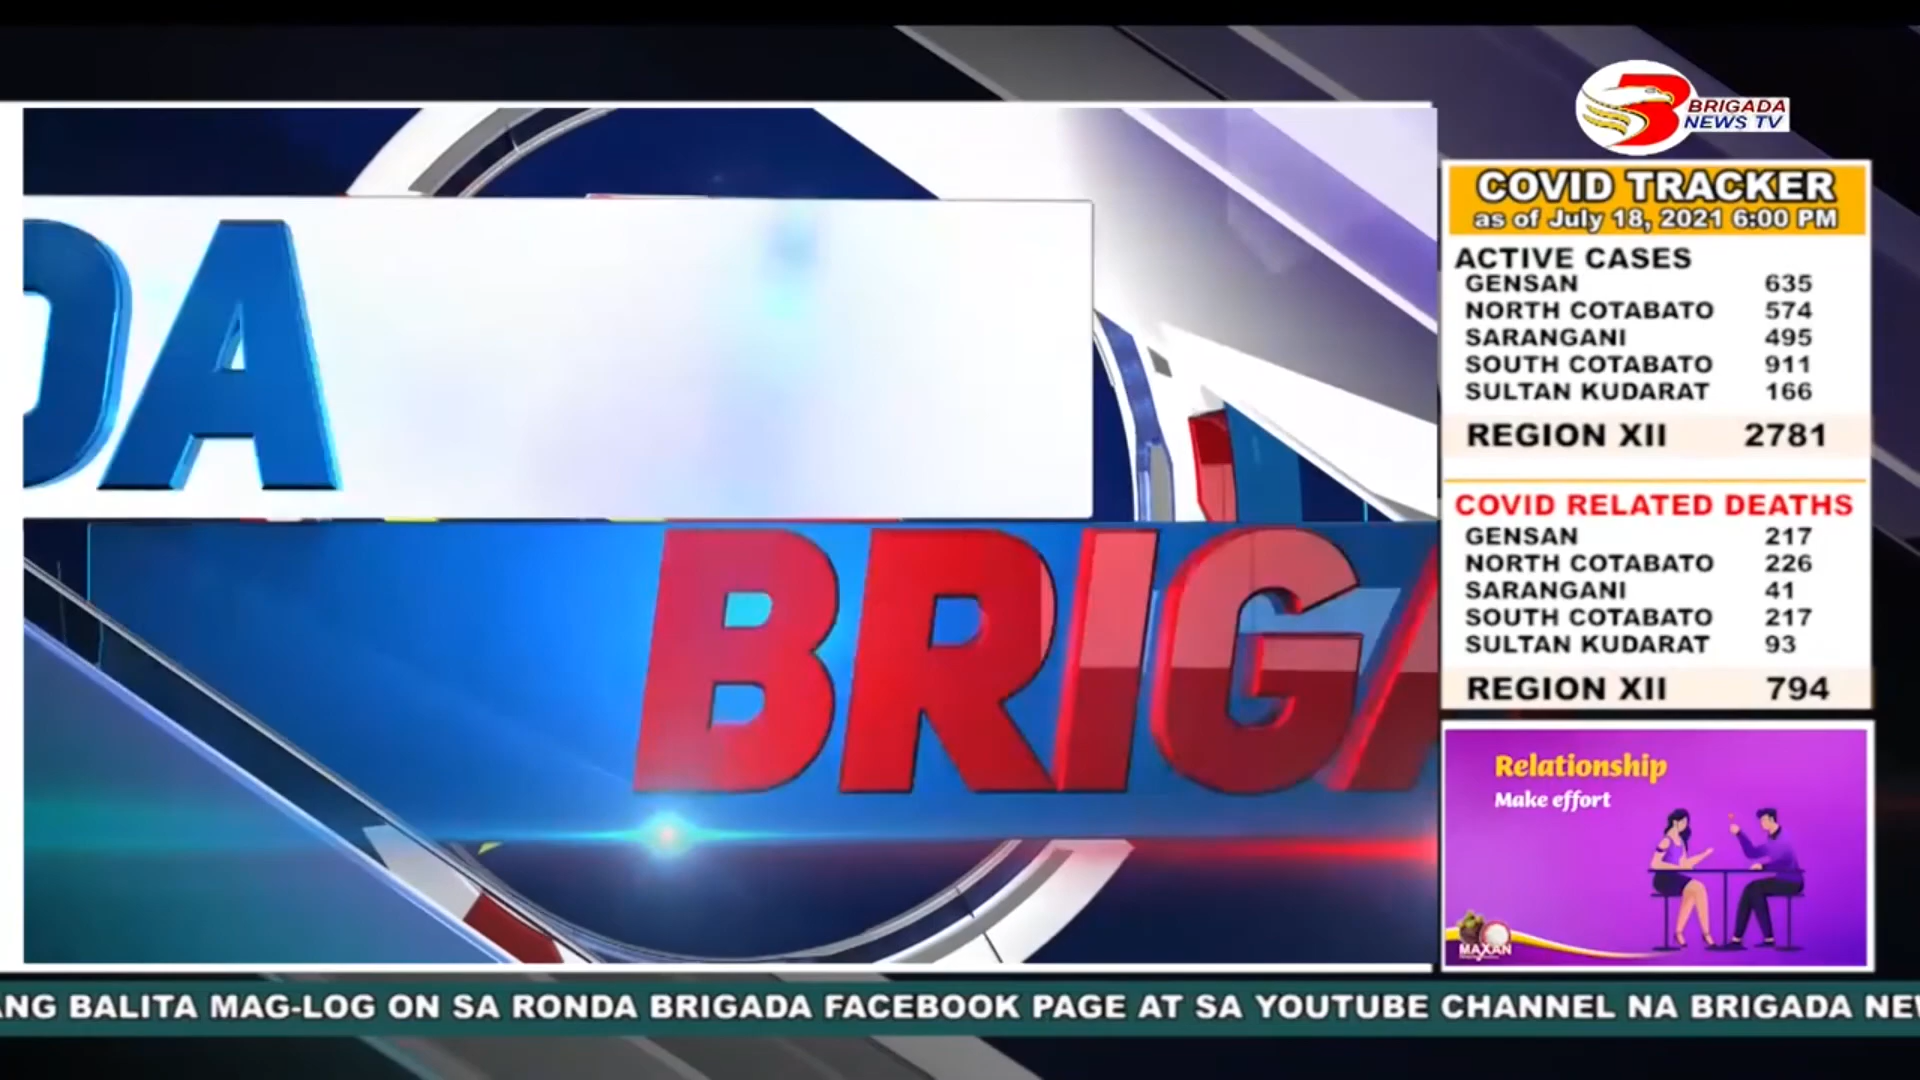 DA
BRIGA
BRIGADA
NEWS TV
COVID TRACKER
as of July 18, 2021 6:00 PM
ACTIVE CASES
GENSAN 635
NORTH COTABATO 574
SARANGANI 495
SOUTH COTABATO 911
SULTAN KUDARAT 166
REGION XII 2781
COVID RELATED DEATHS
GENSAN 217
NORTH COTABATO 226
SARANGANI 41
SOUTH COTABATO 217
SULTAN KUDARAT 93
REGION XII 794
Relationship
Make effort
MAXAN
ANG BALITA MAG-LOG ON SA RONDA BRIGADA FACEBOOK PAGE AT SA YOUTUBE CHANNEL NA BRIGADA NEW